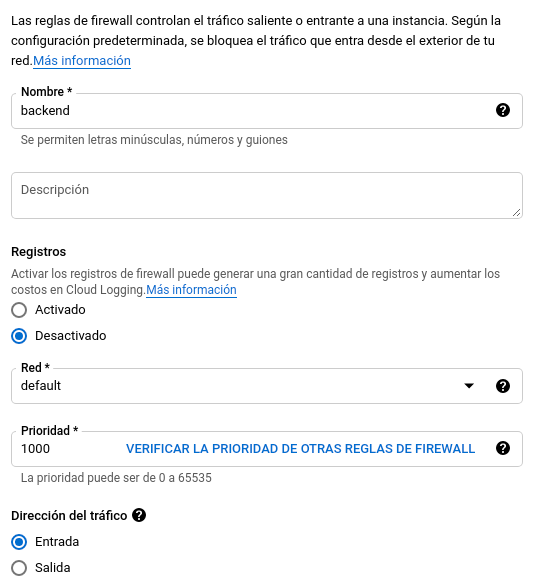 Las reglas de firewall controlan el tráfico saliente o entrante a una instancia. Según la
configuración predeterminada, se bloquea el tráfico que entra desde el exterior de tu
red.Más información
Nombre *
backend
Se permiten letras minúsculas, números y guiones
Descripción
Registros
Activar los registros de firewall puede generar una gran cantidad de registros y aumentar los
costos en Cloud Logging.Más información
Activado
Desactivado
Red *
default
Prioridad *
1000 VERIFICAR LA PRIORIDAD DE OTRAS REGLAS DE FIREWALL
La prioridad puede ser de 0 a 65535
Dirección del tráfico
Entrada
Salida